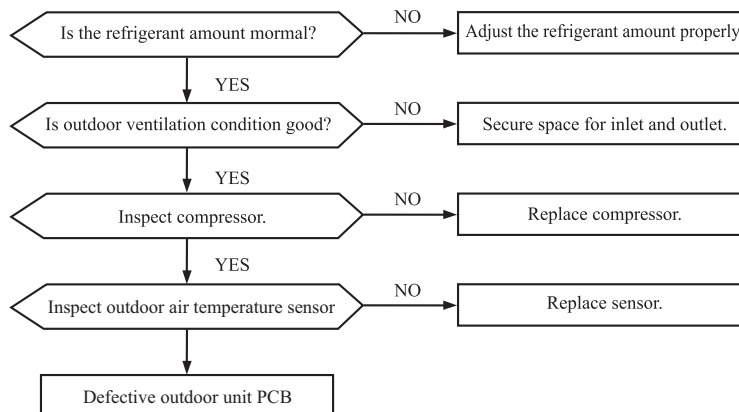 Is the refrigerant amount mormal?
NO
Adjust the refrigerant amount properly
YES
Is outdoor ventilation condition good?
NO
Secure space for inlet and outlet.
YES
Inspect compressor.
NO
Replace compressor.
YES
Inspect outdoor air temperature sensor
NO
Replace sensor.
Defective outdoor unit PCB